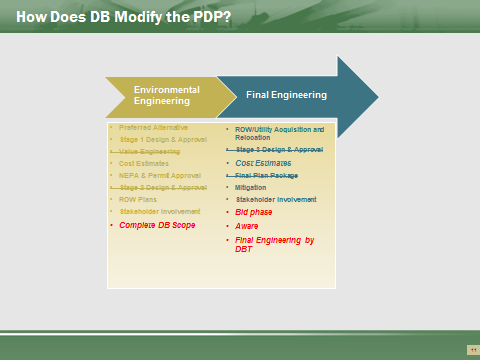 How Does DB Modify the PDP?
Environmental
Engineering
Final Engineering
• Preferred Alternative
• Stage 1 Design & Approval
• Value Engineering
• Cost Estimates
• NEPA & Permit Approval
• Stage 2 Design & Approval
• ROW Plans
• Stakeholder Involvement
• Complete DB Scope
• ROW/Utility Acquisition and
Relocation
• Stage 3 Design & Approval
• Cost Estimates
• Final Plan Package
• Mitigation
• Stakeholder Involvement
• Bid phase
• Aware
• Final Engineering by
DBT
11